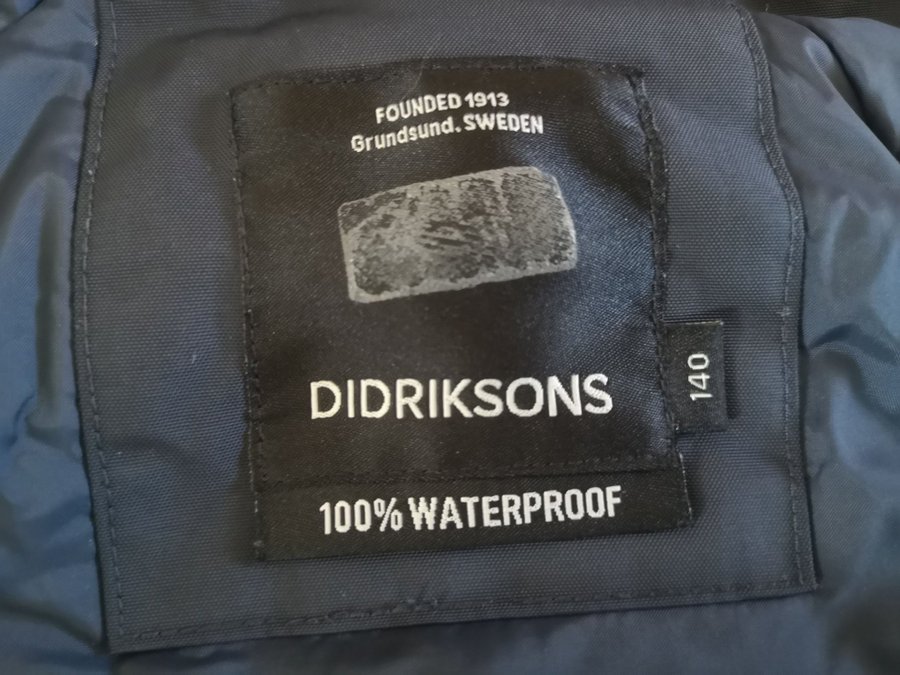 FOUNDED 1913
Grundsund. SWEDEN
DIDRIKSONS
140
100% WATERPROOF